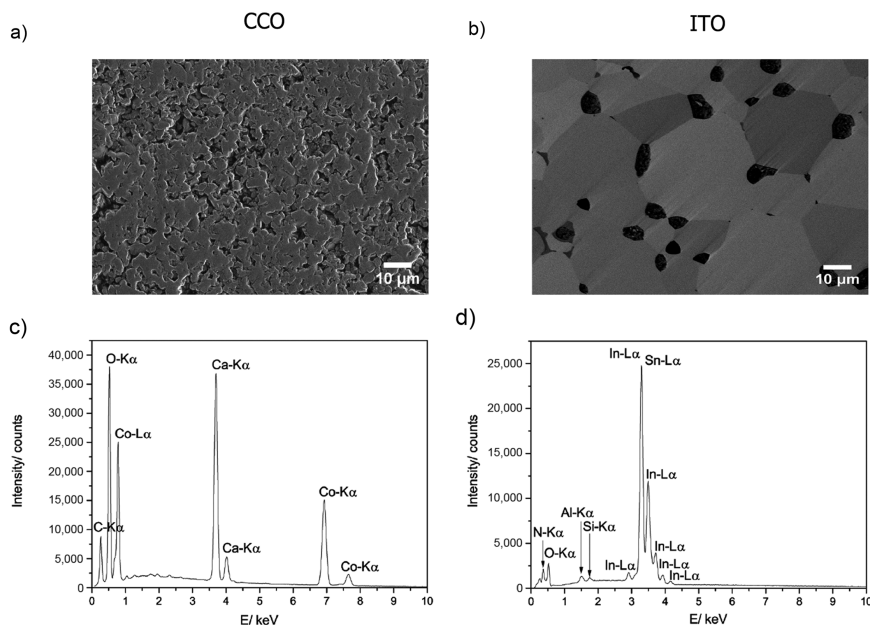 a) CCO
b) ITO
10 µm
10 µm
c)
O-Kα
Ca-Kα
Co-Lα
Co-Kα
C-Kα
Ca-Kα
Co-Kα
40,000
35,000
30,000
25,000
20,000
15,000
10,000
5,000
0
Intensity/ counts
0 1 2 3 4 5 6 7 8 9 10
E/ keV
d)
In-Lα Sn-Lα
In-Lα
Al-Kα
Si-Kα
N-Kα
O-Kα
In-Lα
In-Lα
In-Lα
In-Lα
25,000
20,000
15,000
10,000
5,000
0
Intensity/ counts
0 1 2 3 4 5 6 7 8 9 10
E/ keV